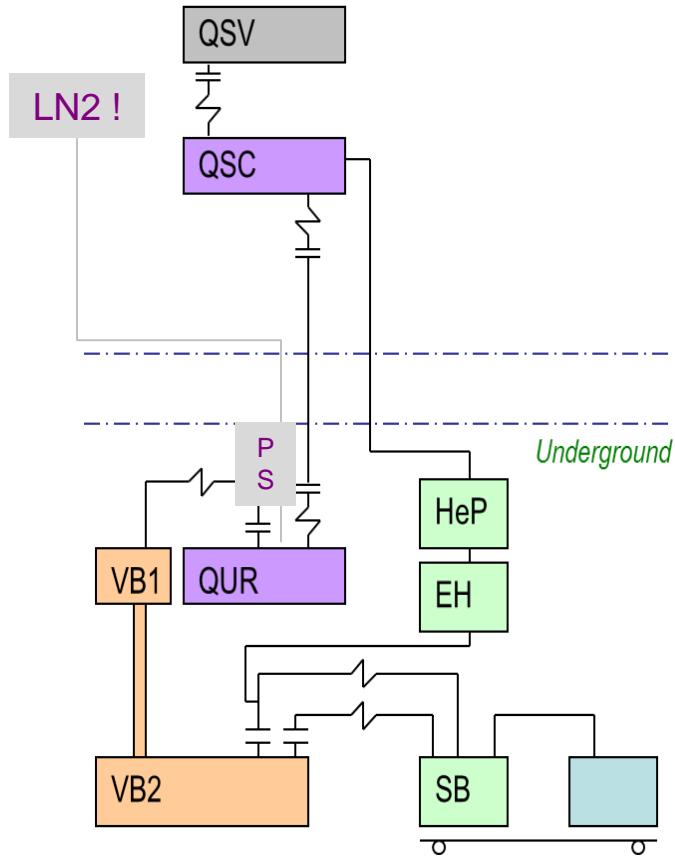 QSV
LN2 !
QSC
Underground
P
S
HeP
VB1
QUR
EH
VB2
SB